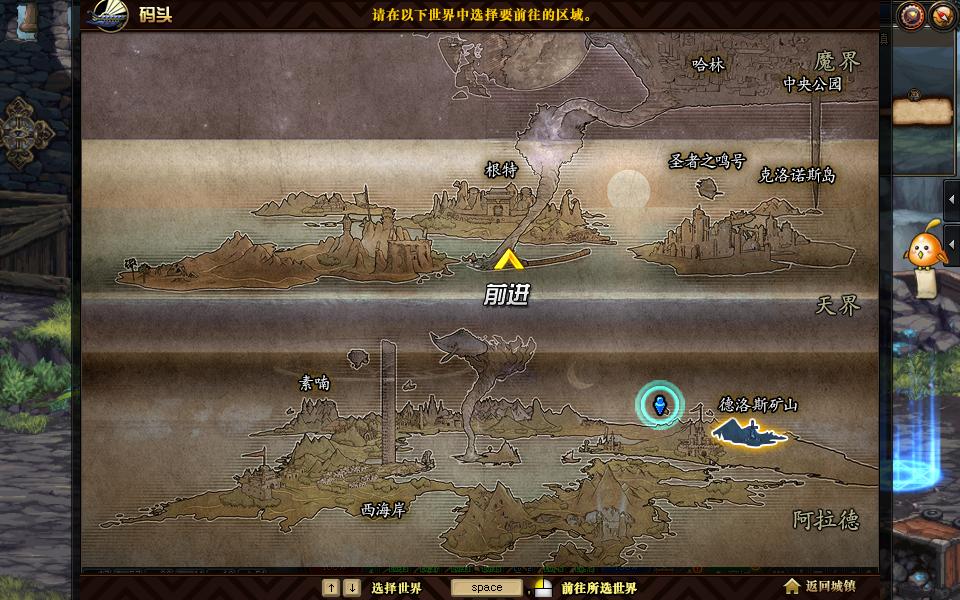 码头
请在以下世界中选择要前往的区域。
魔界
哈林
中央公园
圣者之鸣号
根特
克洛诺斯岛
前进
天界
素喃
德洛斯矿山
西海岸
阿拉德
↑ ↓ 选择世界 space , 前往所选世界
返回城镇